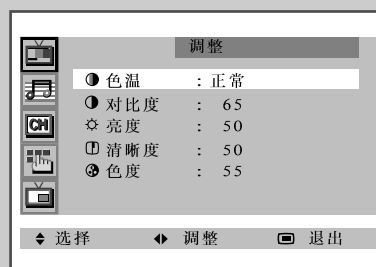 调整
色温 : 正常
对比度 : 65
亮度 : 50
清晰度 : 50
色度 : 55
CH
选择 调整 退出